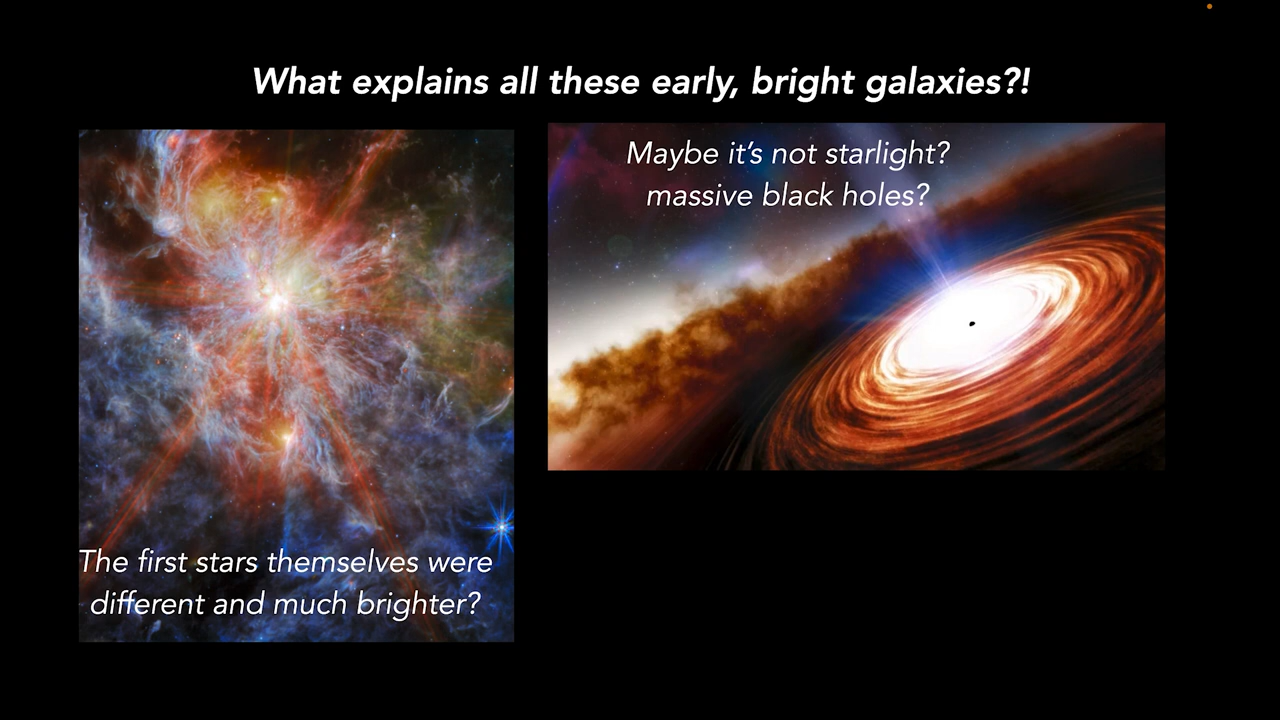 What explains all these early, bright galaxies?!
Maybe it's not starlight?
massive black holes?
The first stars themselves were
different and much brighter?